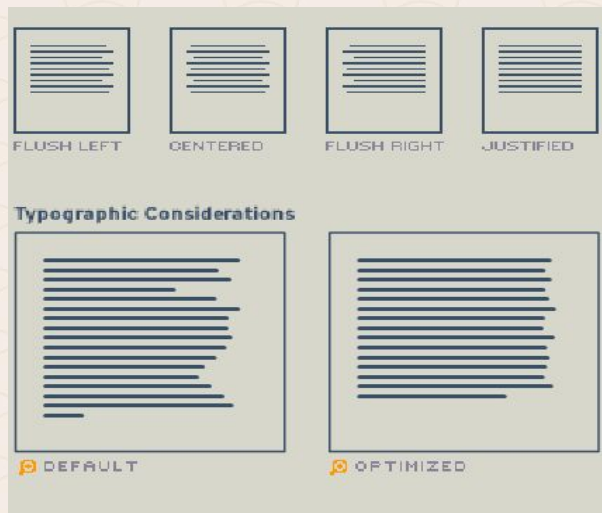 FLUSH LEFT CENTERED FLUSH RIGHT JUSTIFIED
Typographic Considerations
DEFAULT OPTIMIZED